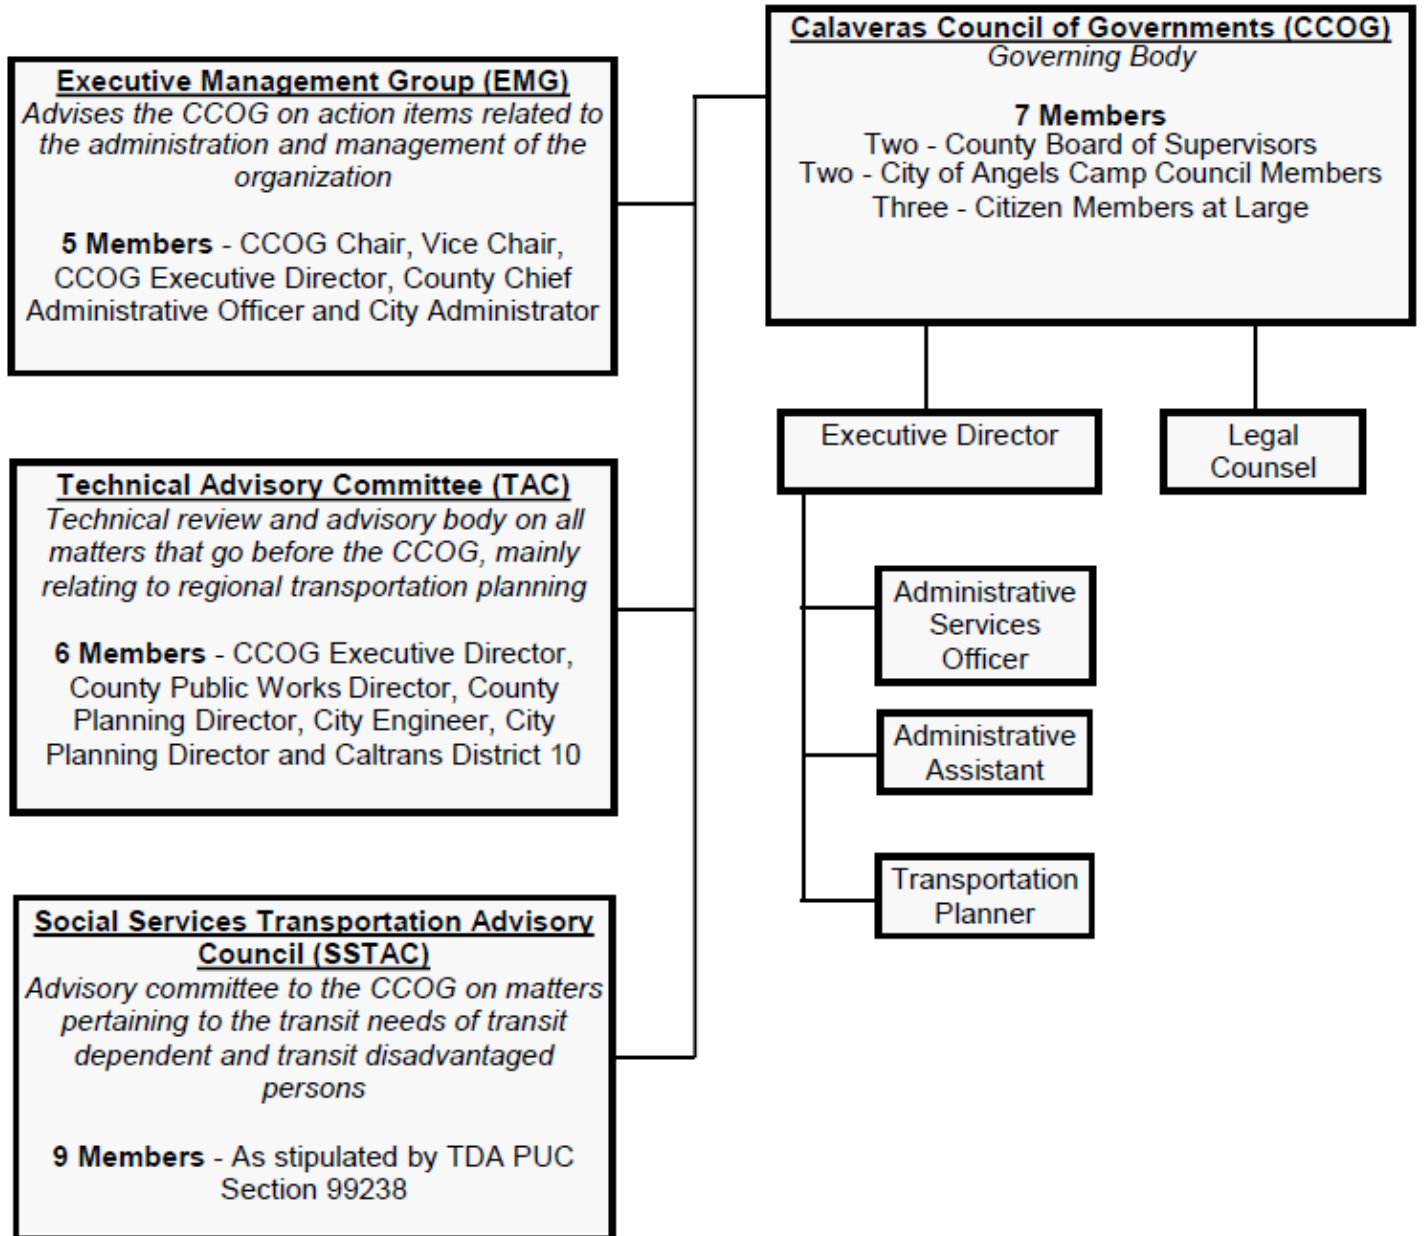 Calaveras Council of Governments (CCOG)
Governing Body
7 Members
Two - County Board of Supervisors
Two - City of Angels Camp Council Members
Three - Citizen Members at Large
Executive Management Group (EMG)
Advises the CCOG on action items related to
the administration and management of the
organization
5 Members - CCOG Chair, Vice Chair,
CCOG Executive Director, County Chief
Administrative Officer and City Administrator
Technical Advisory Committee (TAC)
Technical review and advisory body on all
matters that go before the CCOG, mainly
relating to regional transportation planning
6 Members - CCOG Executive Director,
County Public Works Director, County
Planning Director, City Engineer, City
Planning Director and Caltrans District 10
Social Services Transportation Advisory
Council (SSTAC)
Advisory committee to the CCOG on matters
pertaining to the transit needs of transit
dependent and transit disadvantaged
persons
9 Members - As stipulated by TDA PUC
Section 99238
Executive Director
Legal
Counsel
Administrative
Services
Officer
Administrative
Assistant
Transportation
Planner